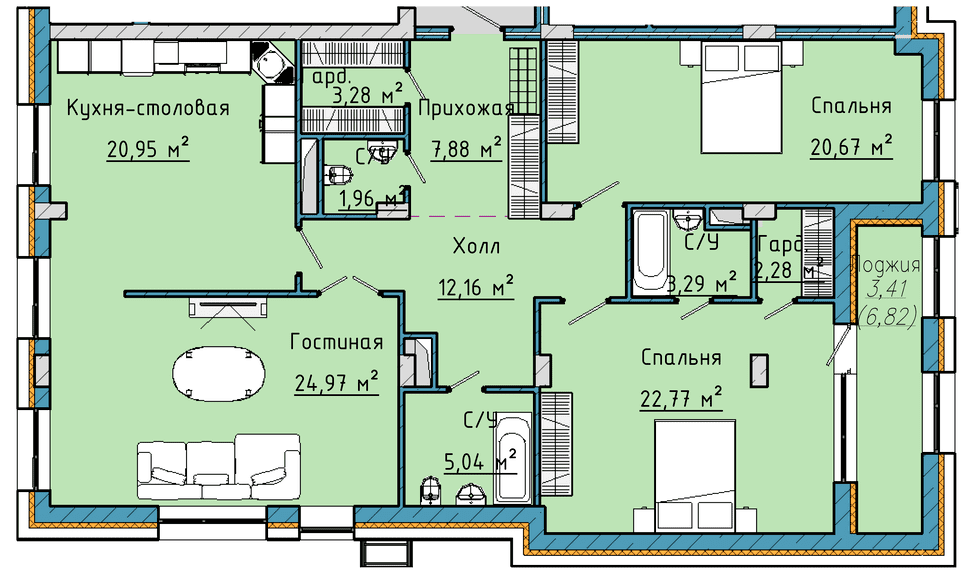 Кухня-столовая
20,95 м²
ард.
3,28 м²
Прихожая
7,88 м²
Спальня
20,67 м²
С/У
1,96 м²
Холл
12,16 м²
С/У
3,29 м²
Гард.
2,28 м²
Лоджия
3,41
(6,82)
Гостиная
24,97 м²
Спальня
22,77 м²
С/У
5,04 м²